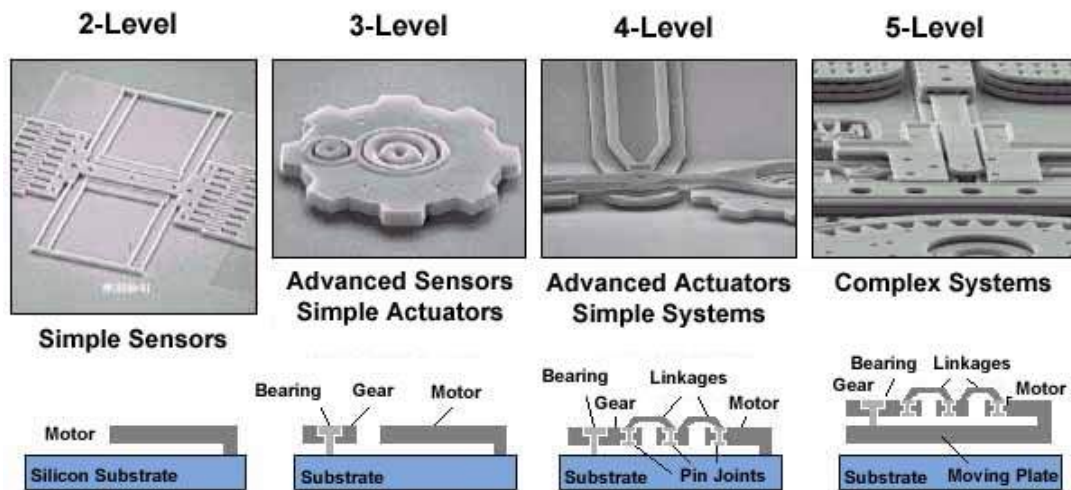 2-Level
3-Level
4-Level
5-Level
Simple Sensors
Advanced Sensors
Simple Actuators
Advanced Actuators
Simple Systems
Complex Systems
Motor
Silicon Substrate
Bearing
Gear
Motor
Substrate
Bearing
Linkages
Gear
Motor
Substrate
Pin Joints
Bearing
Linkages
Gear
Motor
Substrate
Moving Plate